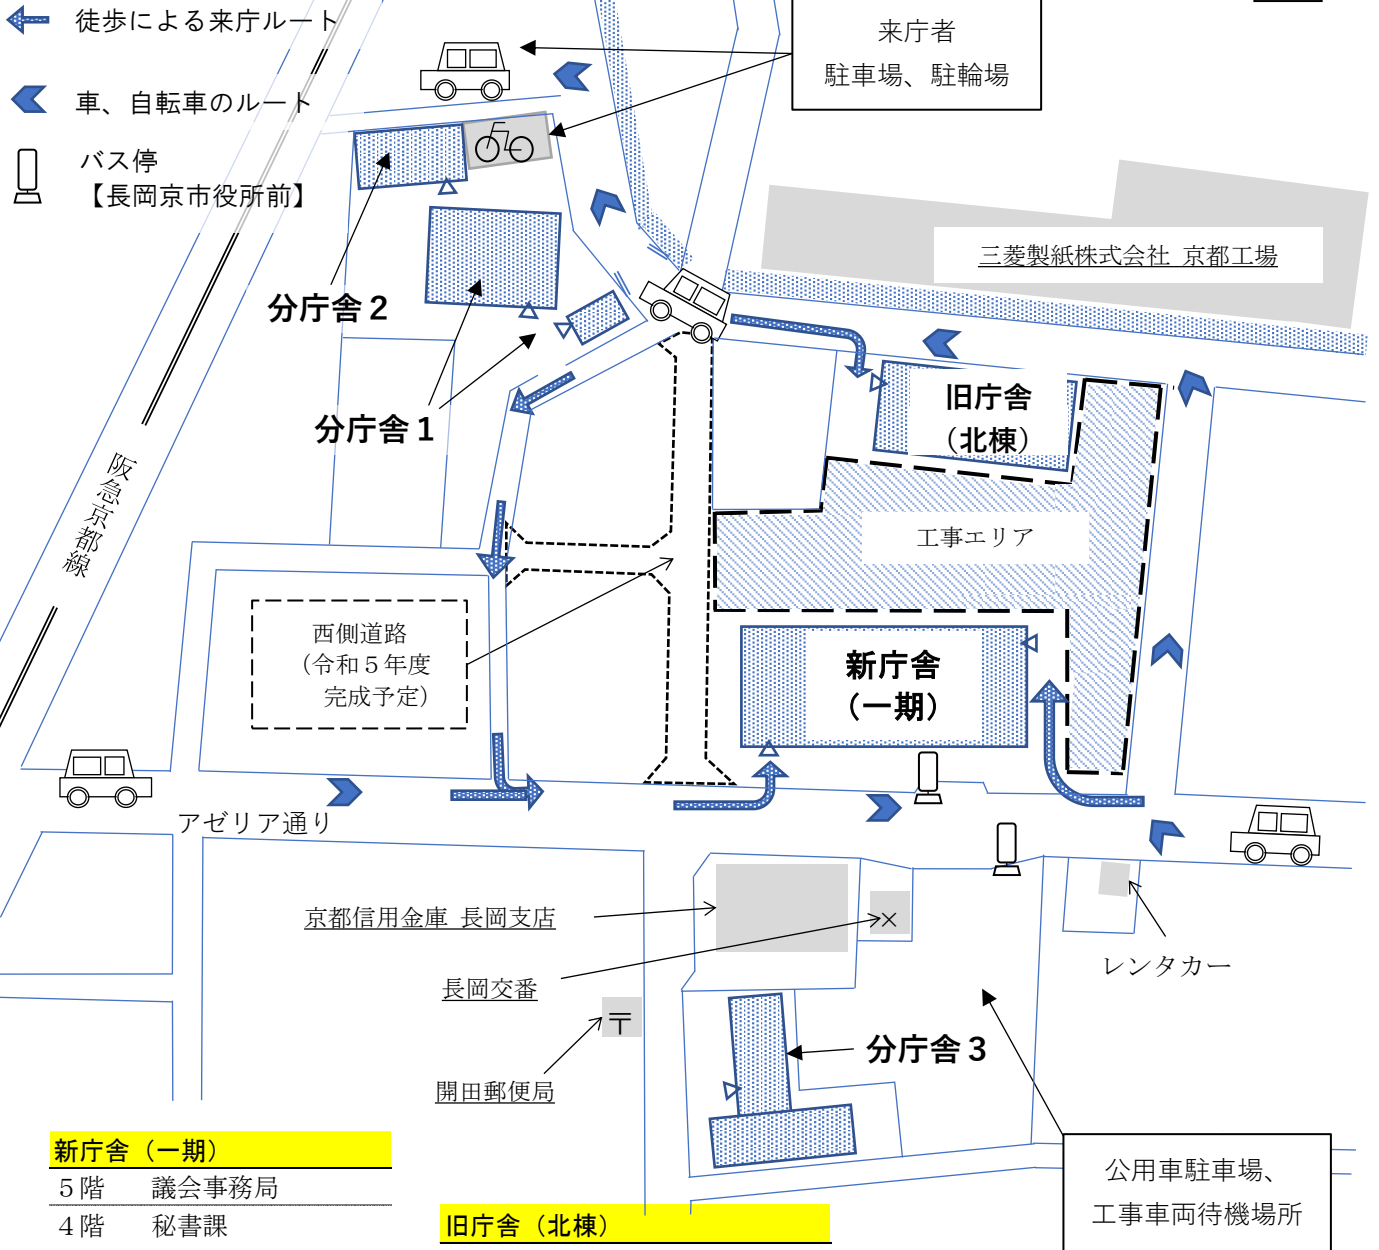 徒歩による来庁ルート
車、自転車のルート
バス停
【長岡京市役所前】
来庁者
駐車場、駐輪場
三菱製紙株式会社 京都工場
分庁舎２
分庁舎１
旧庁舎
（北棟）
阪急京都線
工事エリア
西側道路
（令和５年度
完成予定）
新庁舎
（一期）
アゼリア通り
京都信用金庫 長岡支店
長岡交番
レンタカー
〒
開田郵便局
分庁舎３
公用車駐車場、
工事車両待機場所
新庁舎（一期）
５階 議会事務局
４階 秘書課
旧庁舎（北棟）